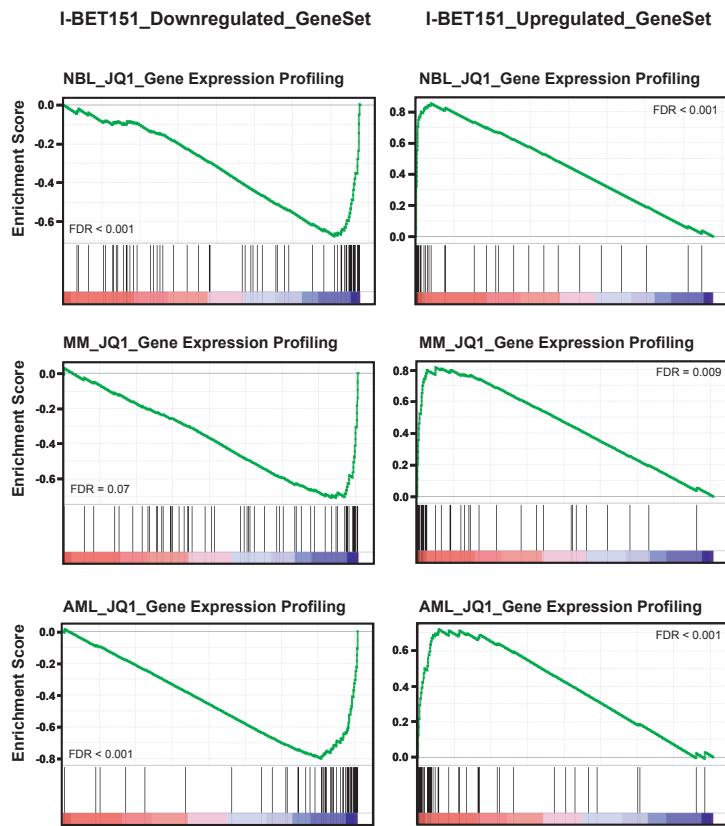 I-BET151_Downregulated_GeneSet
I-BET151_Upregulated_GeneSet
NBL_JQ1_Gene Expression Profiling
Enrichment Score
0.0
-0.2
-0.4
-0.6
FDR < 0.001
NBL_JQ1_Gene Expression Profiling
0.8
0.6
0.4
0.2
0.0
FDR < 0.001
MM_JQ1_Gene Expression Profiling
Enrichment Score
0.0
-0.2
-0.4
-0.6
FDR = 0.07
MM_JQ1_Gene Expression Profiling
0.8
0.6
0.4
0.2
0.0
FDR = 0.009
AML_JQ1_Gene Expression Profiling
Enrichment Score
0.0
-0.2
-0.4
-0.6
-0.8
FDR < 0.001
AML_JQ1_Gene Expression Profiling
0.6
0.4
0.2
0.0
FDR < 0.001